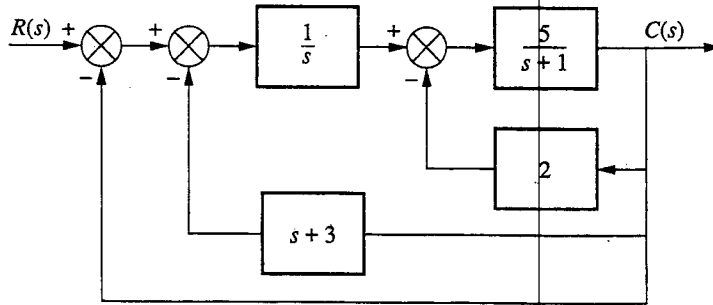 R(s) + + 1/s + 5/(s + 1) C(s)
− − −
2
s + 3